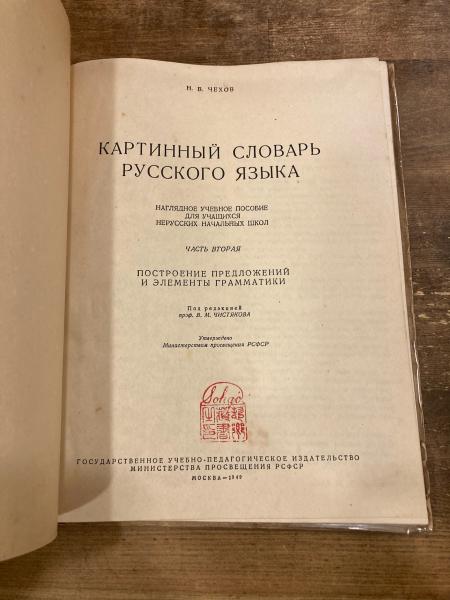 Н. В. ЧЕХОВ
КАРТИННЫЙ СЛОВАРЬ
РУССКОГО ЯЗЫКА
НАГЛЯДНОЕ УЧЕБНОЕ ПОСОБИЕ
ДЛЯ УЧАЩИХСЯ
НЕРУССКИХ НАЧАЛЬНЫХ ШКОЛ
ЧАСТЬ ВТОРАЯ
ПОСТРОЕНИЕ ПРЕДЛОЖЕНИЙ
И ЭЛЕМЕНТЫ ГРАММАТИКИ
Под редакцией
проф. В. М. ЧИСТЯКОВА
Утверждено
Министерством просвещения РСФСР
ГОСУДАРСТВЕННОЕ УЧЕБНО-ПЕДАГОГИЧЕСКОЕ ИЗДАТЕЛЬСТВО
МИНИСТЕРСТВА ПРОСВЕЩЕНИЯ РСФСР
МОСКВА—1949